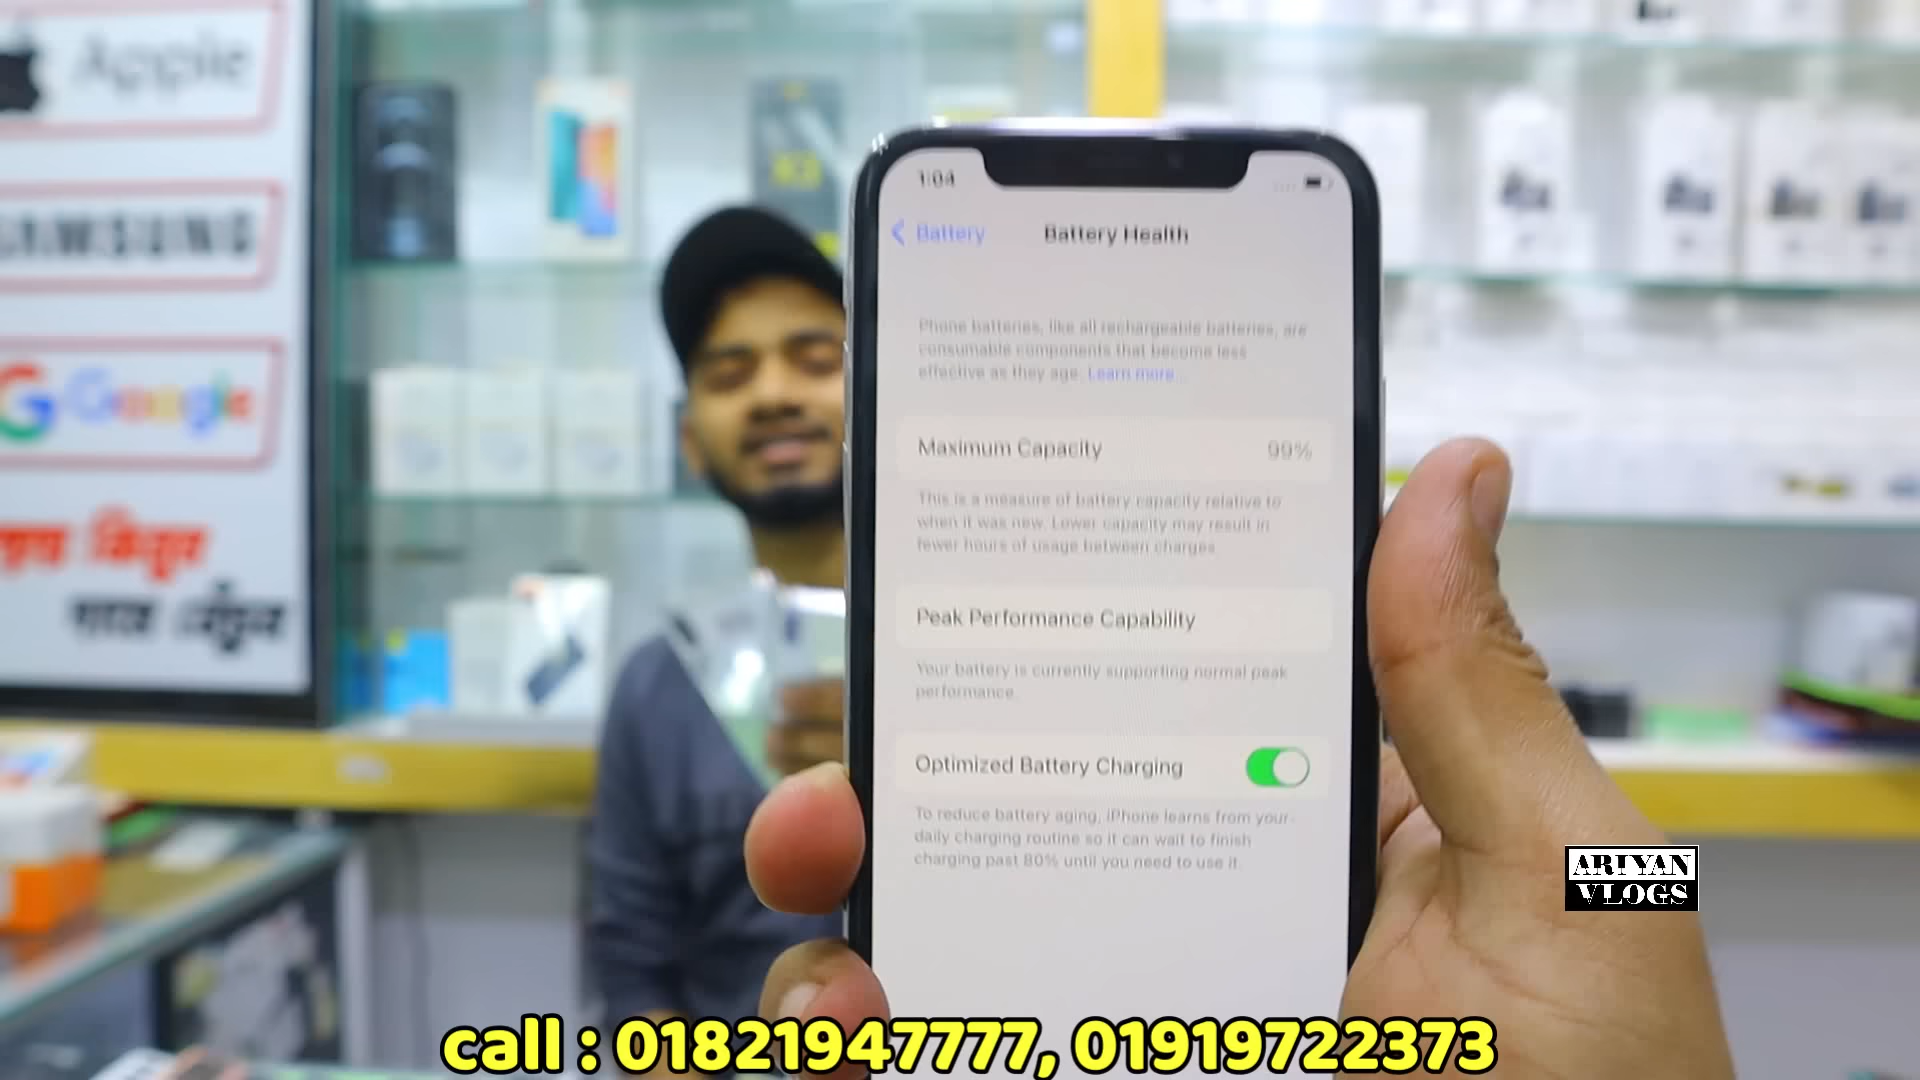 Apple
SAMSUNG
Google
1:04
Battery
Battery Health
Phone batteries, like all rechargeable batteries, are
consumable components that become less
effective as they age. Learn more...
Maximum Capacity 99%
This is a measure of battery capacity relative to
when it was new. Lower capacity may result in
fewer hours of usage between charges.
Peak Performance Capability
Your battery is currently supporting normal peak
performance.
Optimized Battery Charging
To reduce battery aging, iPhone learns from your
daily charging routine so it can wait to finish
charging past 80% until you need to use it.
ARIYAN
VLOGS
call : 01821947777, 01919722373